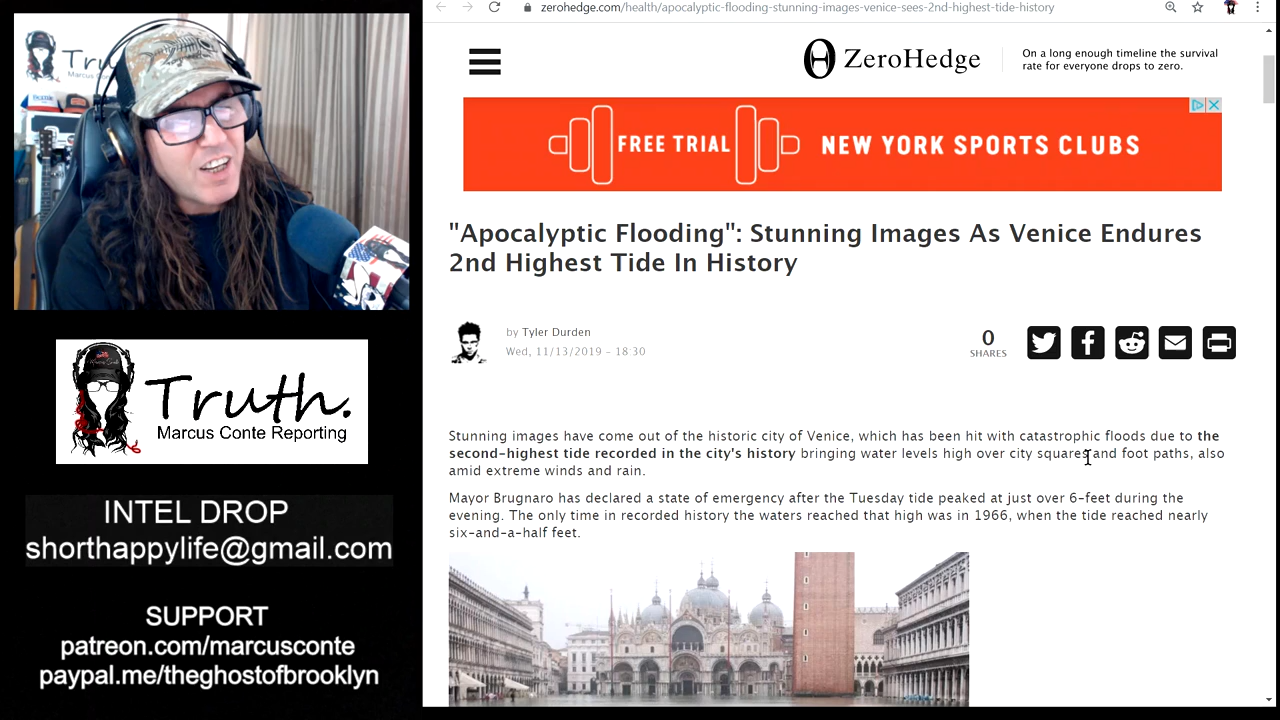 Truth.
Marcus Conte
Truth.
Marcus Conte Reporting
INTEL DROP
shorthappylife@gmail.com
SUPPORT
patreon.com/marcusconte
paypal.me/theghostofbrooklyn
zerohedge.com/health/apocalyptic-flooding-stunning-images-venice-sees-2nd-highest-tide-history
ZeroHedge
On a long enough timeline the survival
rate for everyone drops to zero.
FREE TRIAL NEW YORK SPORTS CLUBS
"Apocalyptic Flooding": Stunning Images As Venice Endures
2nd Highest Tide In History
by Tyler Durden
Wed, 11/13/2019 - 18:30
0
SHARES
Stunning images have come out of the historic city of Venice, which has been hit with catastrophic floods due to the
second-highest tide recorded in the city's history bringing water levels high over city squares and foot paths, also
amid extreme winds and rain.
Mayor Brugnaro has declared a state of emergency after the Tuesday tide peaked at just over 6-feet during the
evening. The only time in recorded history the waters reached that high was in 1966, when the tide reached nearly
six-and-a-half feet.